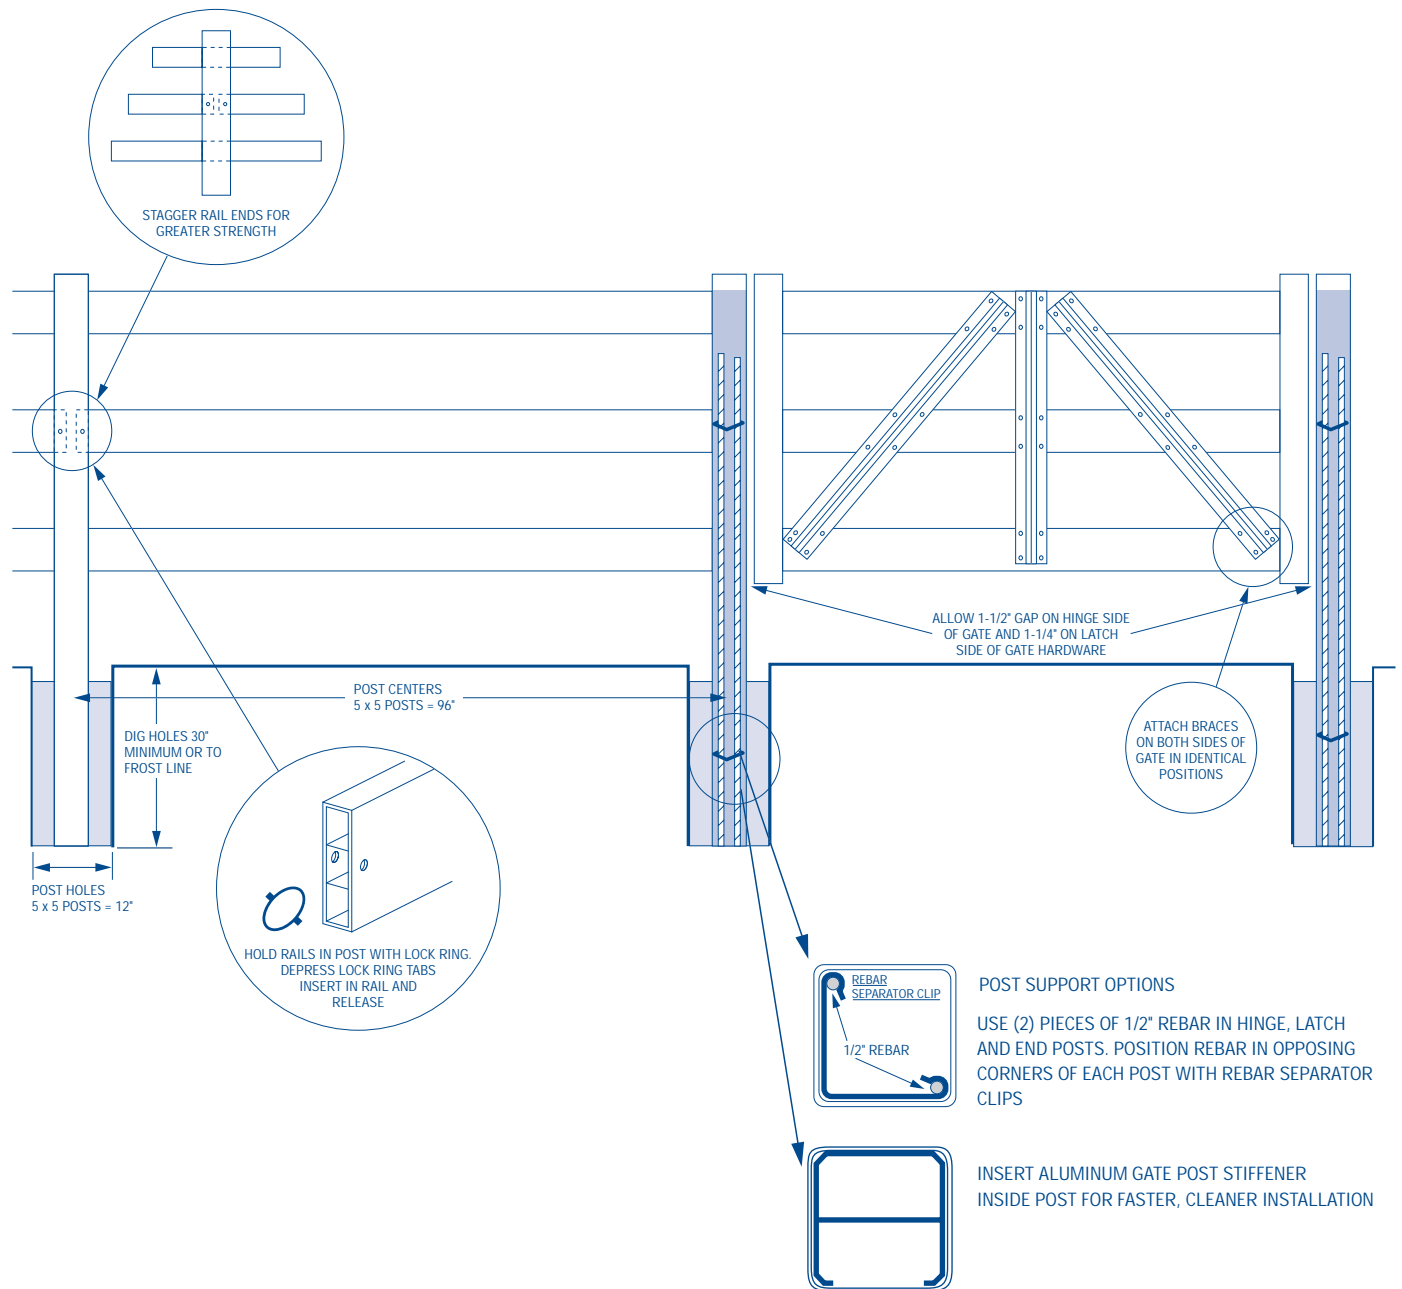 STAGGER RAIL ENDS FOR
GREATER STRENGTH
ALLOW 1-1/2" GAP ON HINGE SIDE
OF GATE AND 1-1/4" ON LATCH
SIDE OF GATE HARDWARE
POST CENTERS
5 x 5 POSTS = 96"
DIG HOLES 30"
MINIMUM OR TO
FROST LINE
ATTACH BRACES
ON BOTH SIDES OF
GATE IN IDENTICAL
POSITIONS
POST HOLES
5 x 5 POSTS = 12"
HOLD RAILS IN POST WITH LOCK RING.
DEPRESS LOCK RING TABS
INSERT IN RAIL AND
RELEASE
REBAR
SEPARATOR CLIP
1/2" REBAR
POST SUPPORT OPTIONS
USE (2) PIECES OF 1/2" REBAR IN HINGE, LATCH
AND END POSTS. POSITION REBAR IN OPPOSING
CORNERS OF EACH POST WITH REBAR SEPARATOR
CLIPS
INSERT ALUMINUM GATE POST STIFFENER
INSIDE POST FOR FASTER, CLEANER INSTALLATION